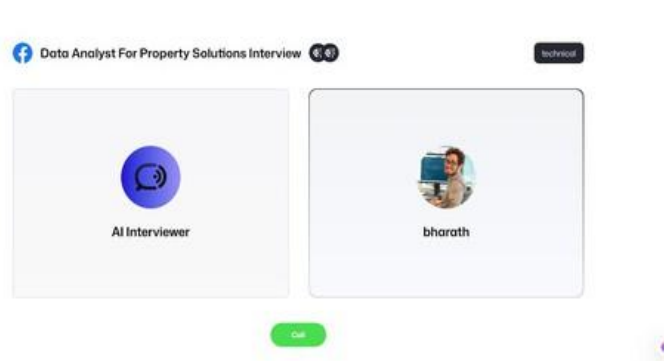 Data Analyst For Property Solutions Interview
technical
AI Interviewer
bharath
Call